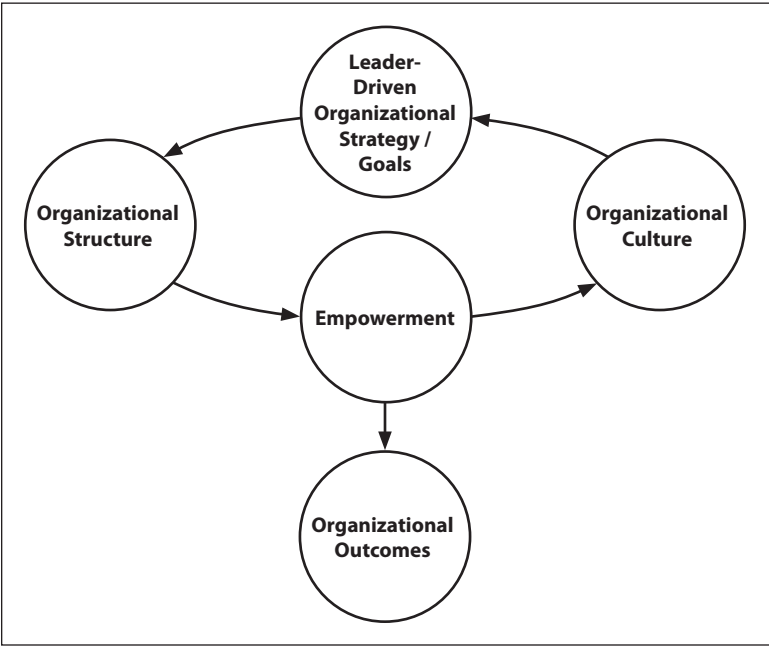 Leader-
Driven
Organizational
Strategy /
Goals
Organizational
Structure
Organizational
Culture
Empowerment
Organizational
Outcomes